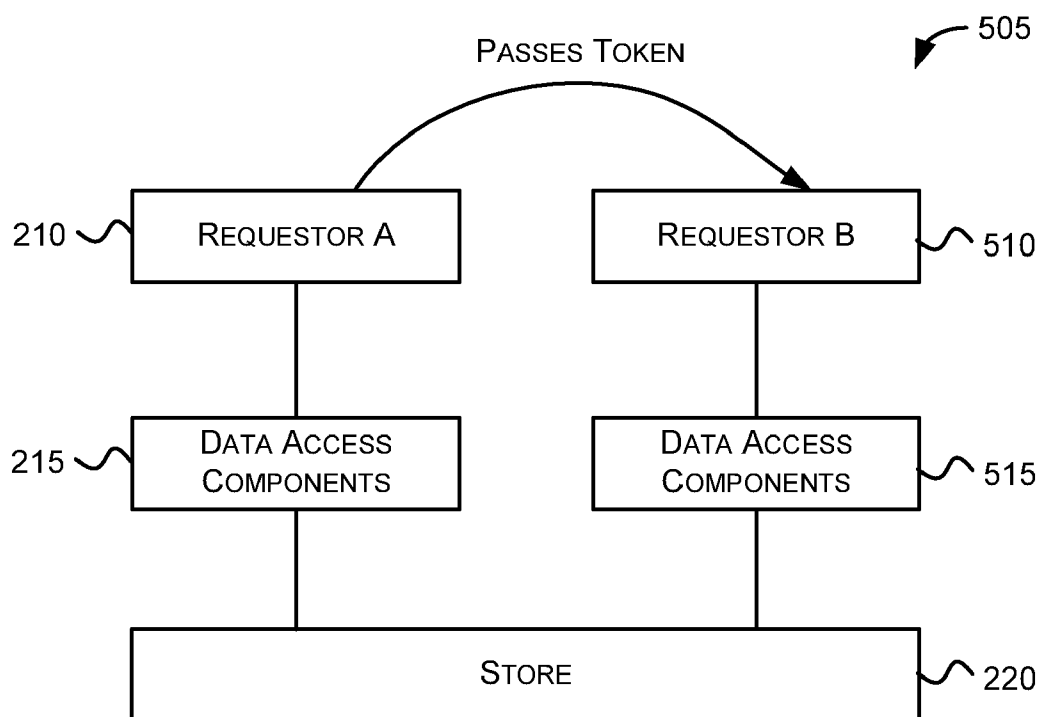 505
PASSES TOKEN
210
REQUESTOR A
REQUESTOR B
510
215
DATA ACCESS
COMPONENTS
DATA ACCESS
COMPONENTS
515
STORE
220